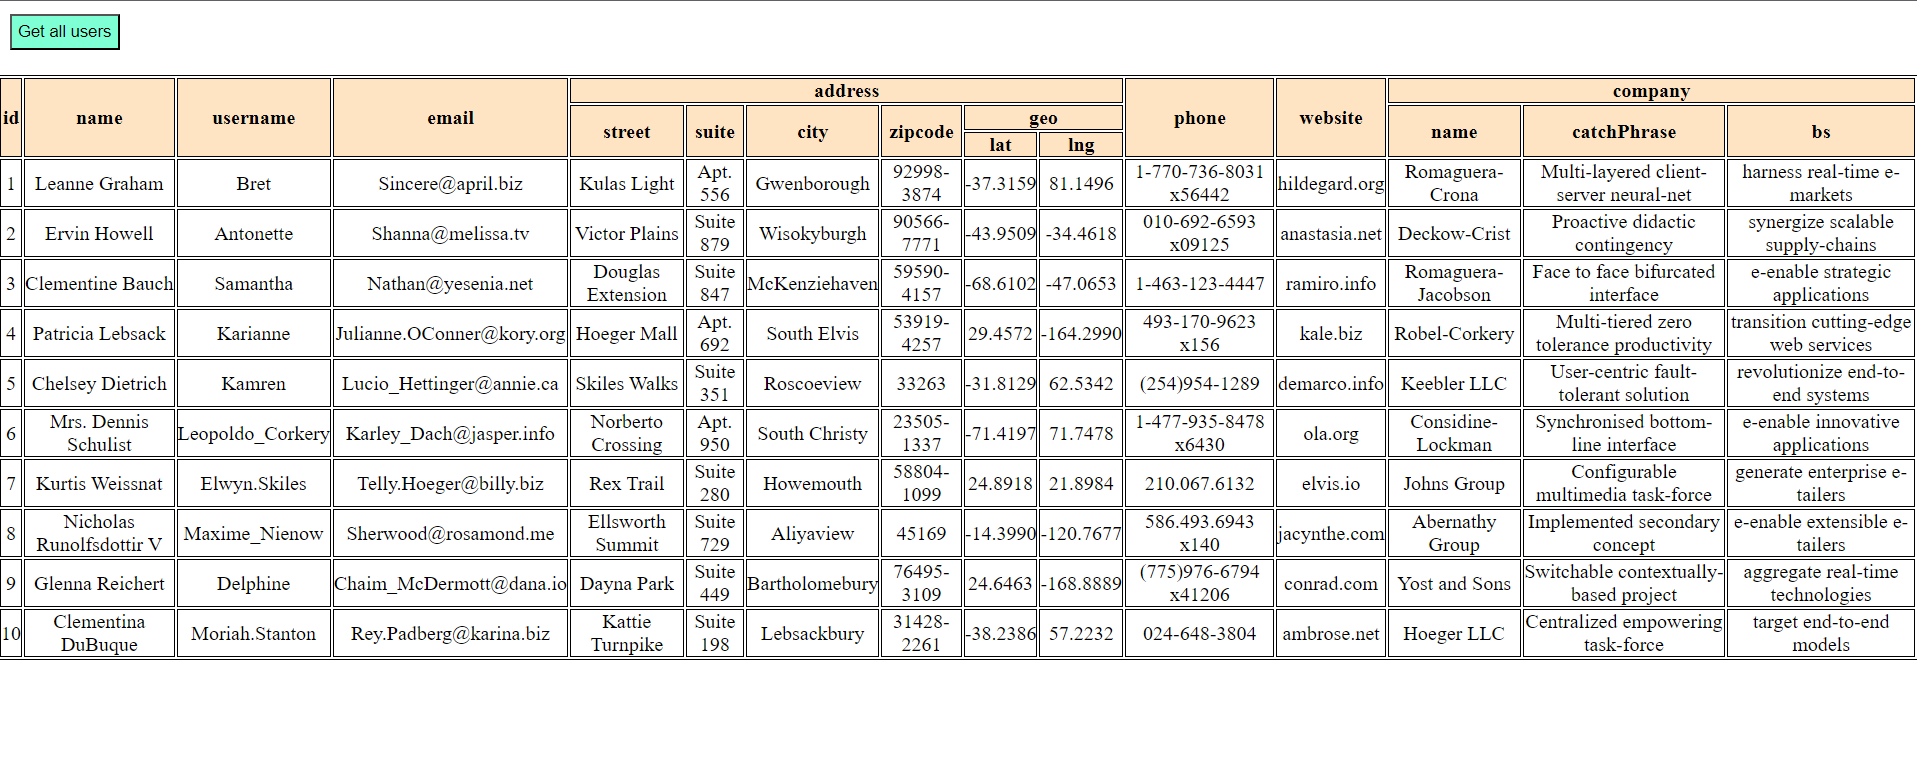 Get all users
id name username email address phone website company
street suite city zipcode geo name catchPhrase bs
lat lng
1 Leanne Graham Bret Sincere@april.biz Kulas Light Apt. 556 Gwenborough 92998-3874 -37.3159 81.1496 1-770-736-8031 x56442 hildegard.org Romaguera-Crona Multi-layered client-server neural-net harness real-time e-markets
2 Ervin Howell Antonette Shanna@melissa.tv Victor Plains Suite 879 Wisokyburgh 90566-7771 -43.9509 -34.4618 010-692-6593 x09125 anastasia.net Deckow-Crist Proactive didactic contingency synergize scalable supply-chains
3 Clementine Bauch Samantha Nathan@yesenia.net Douglas Extension Suite 847 McKenziehaven 59590-4157 -68.6102 -47.0653 1-463-123-4447 ramiro.info Romaguera-Jacobson Face to face bifurcated interface e-enable strategic applications
4 Patricia Lebsack Karianne Julianne.OConner@kory.org Hoeger Mall Apt. 692 South Elvis 53919-4257 29.4572 -164.2990 493-170-9623 x156 kale.biz Robel-Corkery Multi-tiered zero tolerance productivity transition cutting-edge web services
5 Chelsey Dietrich Kamren Lucio_Hettinger@annie.ca Skiles Walks Suite 351 Roscoeview 33263 -31.8129 62.5342 (254)954-1289 demarco.info Keebler LLC User-centric fault-tolerant solution revolutionize end-to-end systems
6 Mrs. Dennis Schulist Leopoldo_Corkery Karley_Dach@jasper.info Norberto Crossing Apt. 950 South Christy 23505-1337 -71.4197 71.7478 1-477-935-8478 x6430 ola.org Considine-Lockman Synchronised bottom-line interface e-enable innovative applications
7 Kurtis Weissnat Elwyn.Skiles Telly.Hoeger@billy.biz Rex Trail Suite 280 Howemouth 58804-1099 24.8918 21.8984 210.067.6132 elvis.io Johns Group Configurable multimedia task-force generate enterprise e-tailers
8 Nicholas Runolfsdottir V Maxime_Nienow Sherwood@rosamond.me Ellsworth Summit Suite 729 Aliyaview 45169 -14.3990 -120.7677 586.493.6943 x140 jacynthe.com Abernathy Group Implemented secondary concept e-enable extensible e-tailers
9 Glenna Reichert Delphine Chaim_McDermott@dana.io Dayna Park Suite 449 Bartholomebury 76495-3109 24.6463 -168.8889 (775)976-6794 x41206 conrad.com Yost and Sons Switchable contextually-based project aggregate real-time technologies
10 Clementina DuBuque Moriah.Stanton Rey.Padberg@karina.biz Kattie Turnpike Suite 198 Lebsackbury 31428-2261 -38.2386 57.2232 024-648-3804 ambrose.net Hoeger LLC Centralized empowering task-force target end-to-end models